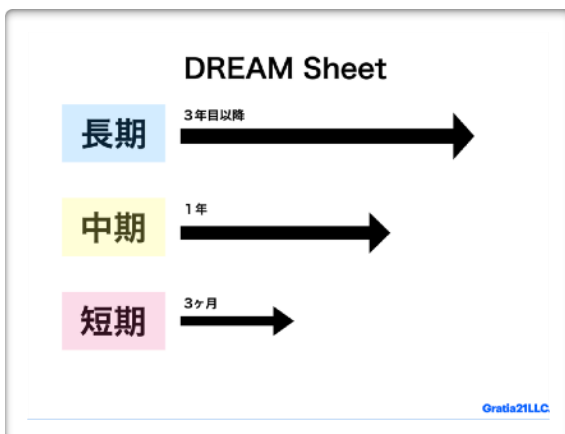 DREAM Sheet
長期
3年目以降
中期
1年
短期
3ヶ月
Gratia21LLC.